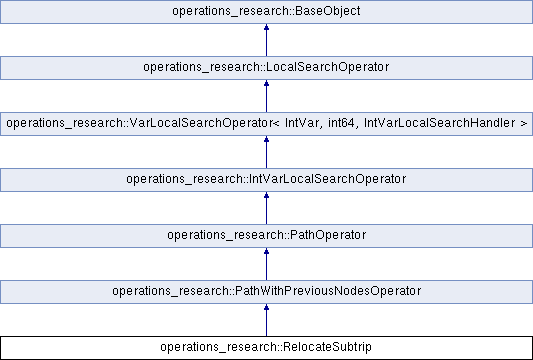 operations_research::BaseObject
operations_research::LocalSearchOperator
operations_research::VarLocalSearchOperator< IntVar, int64, IntVarLocalSearchHandler >
operations_research::IntVarLocalSearchOperator
operations_research::PathOperator
operations_research::PathWithPreviousNodesOperator
operations_research::RelocateSubtrip